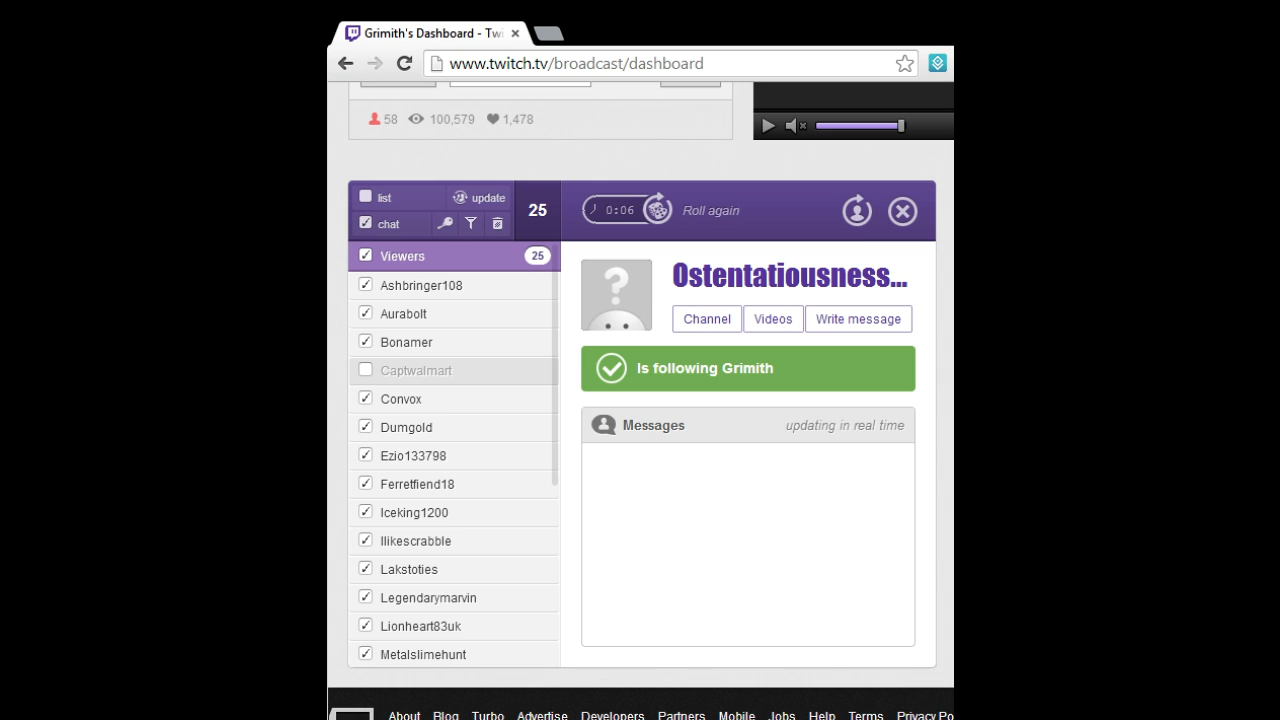 Grimith's Dashboard - Tw
www.twitch.tv/broadcast/dashboard
58 100,579 1,478
list update
chat
25
0:06 Roll again
Viewers 25
Ashbringer108
Aurabolt
Bonamer
Captwalmart
Convox
Dumgold
Ezio133798
Ferretfiend18
Iceking1200
Ilikescrabble
Lakstoties
Legendarymarvin
Lionheart83uk
Metalslimehunt
Ostentatiousness...
Channel Videos Write message
Is following Grimith
Messages updating in real time
About Blog Turbo Advertise Developers Partners Mobile Jobs Help Terms Privacy Po